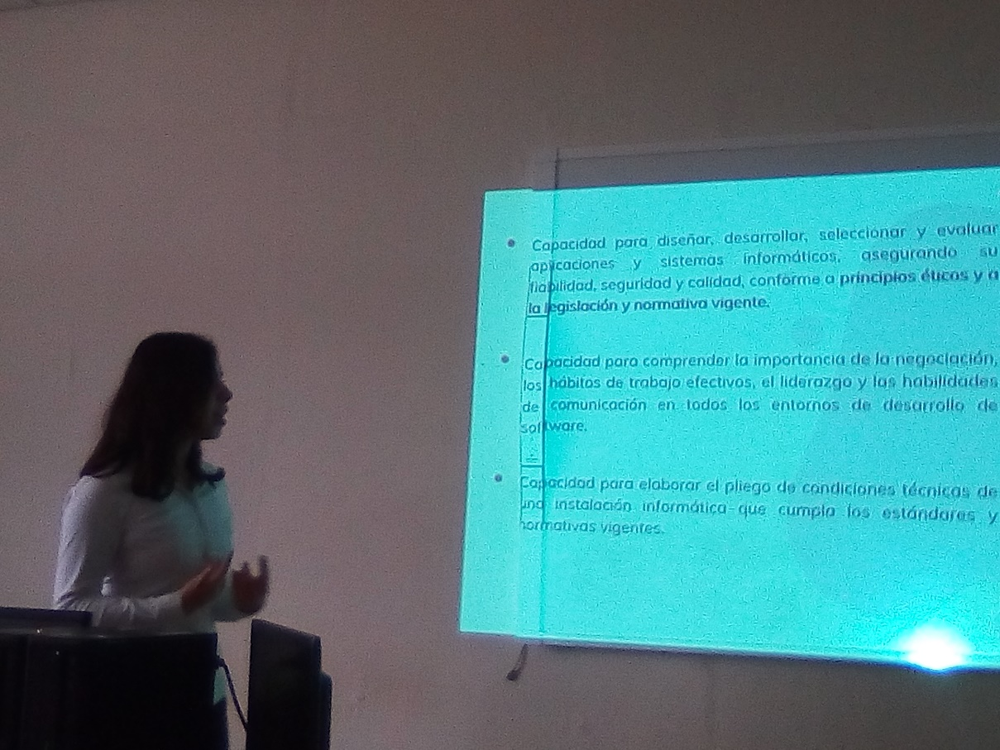 Capacidad para diseñar, desarrollar, seleccionar y evaluar
aplicaciones y sistemas informáticos, asegurando su
fiabilidad, seguridad y calidad, conforme a principios éticos y a
la legislación y normativa vigente.
Capacidad para comprender la importancia de la negociación,
los hábitos de trabajo efectivos, el liderazgo y las habilidades
de comunicación en todos los entornos de desarrollo de
software.
Capacidad para elaborar el pliego de condiciones técnicas de
una instalación informática que cumpla los estándares y
normativas vigentes.